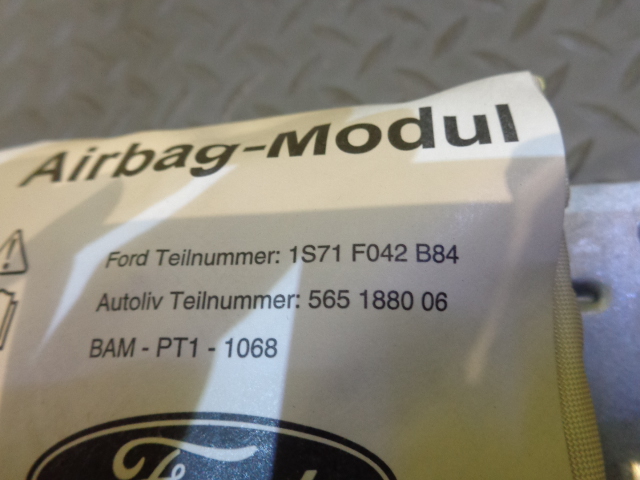 Airbag-Modul
Ford Teilnummer: 1S71 F042 B84
Autoliv Teilnummer: 565 1880 06
BAM - PT1 - 1068